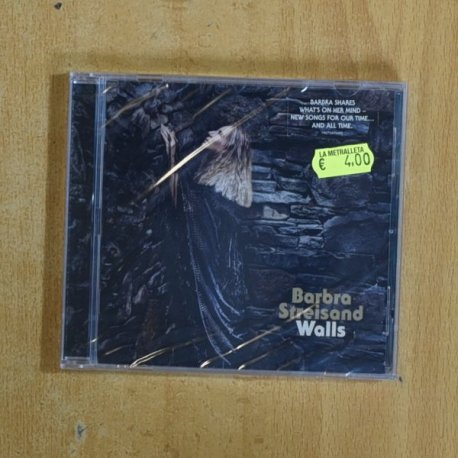 ... BARBRA SHARES
WHAT'S ON HER MIND –
NEW SONGS FOR OUR TIME...
AND ALL TIME.
LA METRALLETA
€ 4,00
Barbra
Streisand
Walls